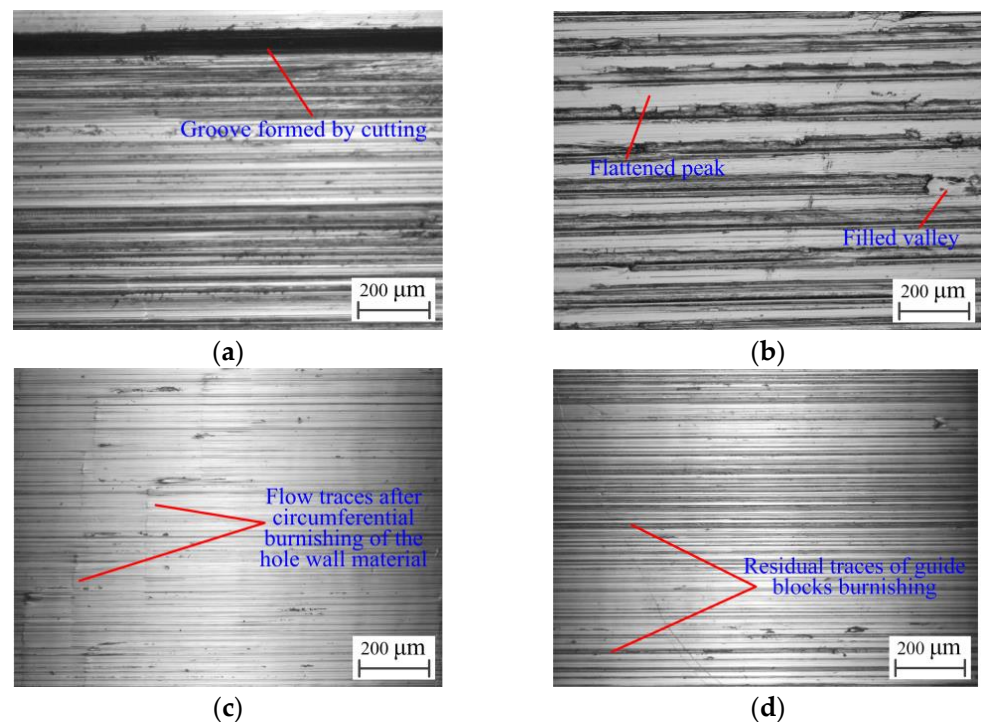 Groove formed by cutting
200 μm
(a)
Flattened peak
Filled valley
200 μm
(b)
Flow traces after
circumferential
burnishing of the
hole wall material
200 μm
(c)
Residual traces of guide
blocks burnishing
200 μm
(d)